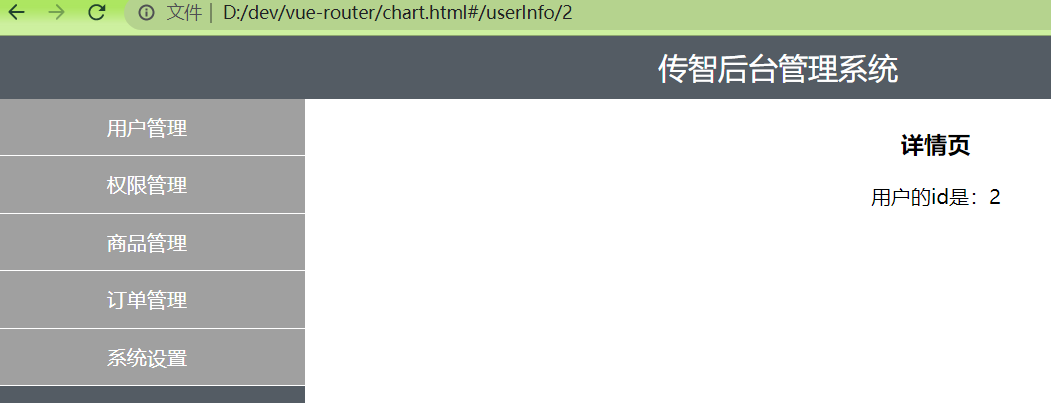 文件 | D:/dev/vue-router/chart.html#/userInfo/2
传智后台管理系统
用户管理
权限管理
商品管理
订单管理
系统设置
详情页
用户的id是：2